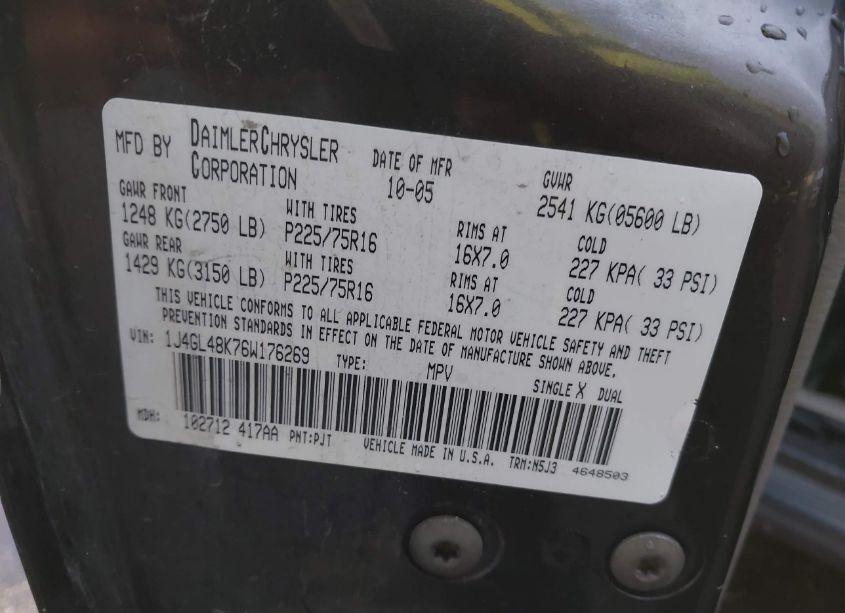 MFD BY DAIMLERCHRYSLER CORPORATION DATE OF MFR 10-05 GVWR 2541 KG(05600 LB)
GAWR FRONT WITH TIRES RIMS AT COLD
1248 KG(2750 LB) P225/75R16 16X7.0 227 KPA( 33 PSI)
GAWR REAR WITH TIRES RIMS AT COLD
1429 KG(3150 LB) P225/75R16 16X7.0 227 KPA( 33 PSI)
THIS VEHICLE CONFORMS TO ALL APPLICABLE FEDERAL MOTOR VEHICLE SAFETY AND THEFT
PREVENTION STANDARDS IN EFFECT ON THE DATE OF MANUFACTURE SHOWN ABOVE.
VIN: 1J4GL48K76W176269 TYPE: MPV SINGLE X DUAL
MDH: 102712 417AA PNT:PJT VEHICLE MADE IN U.S.A. TRM:N5J3 4648503